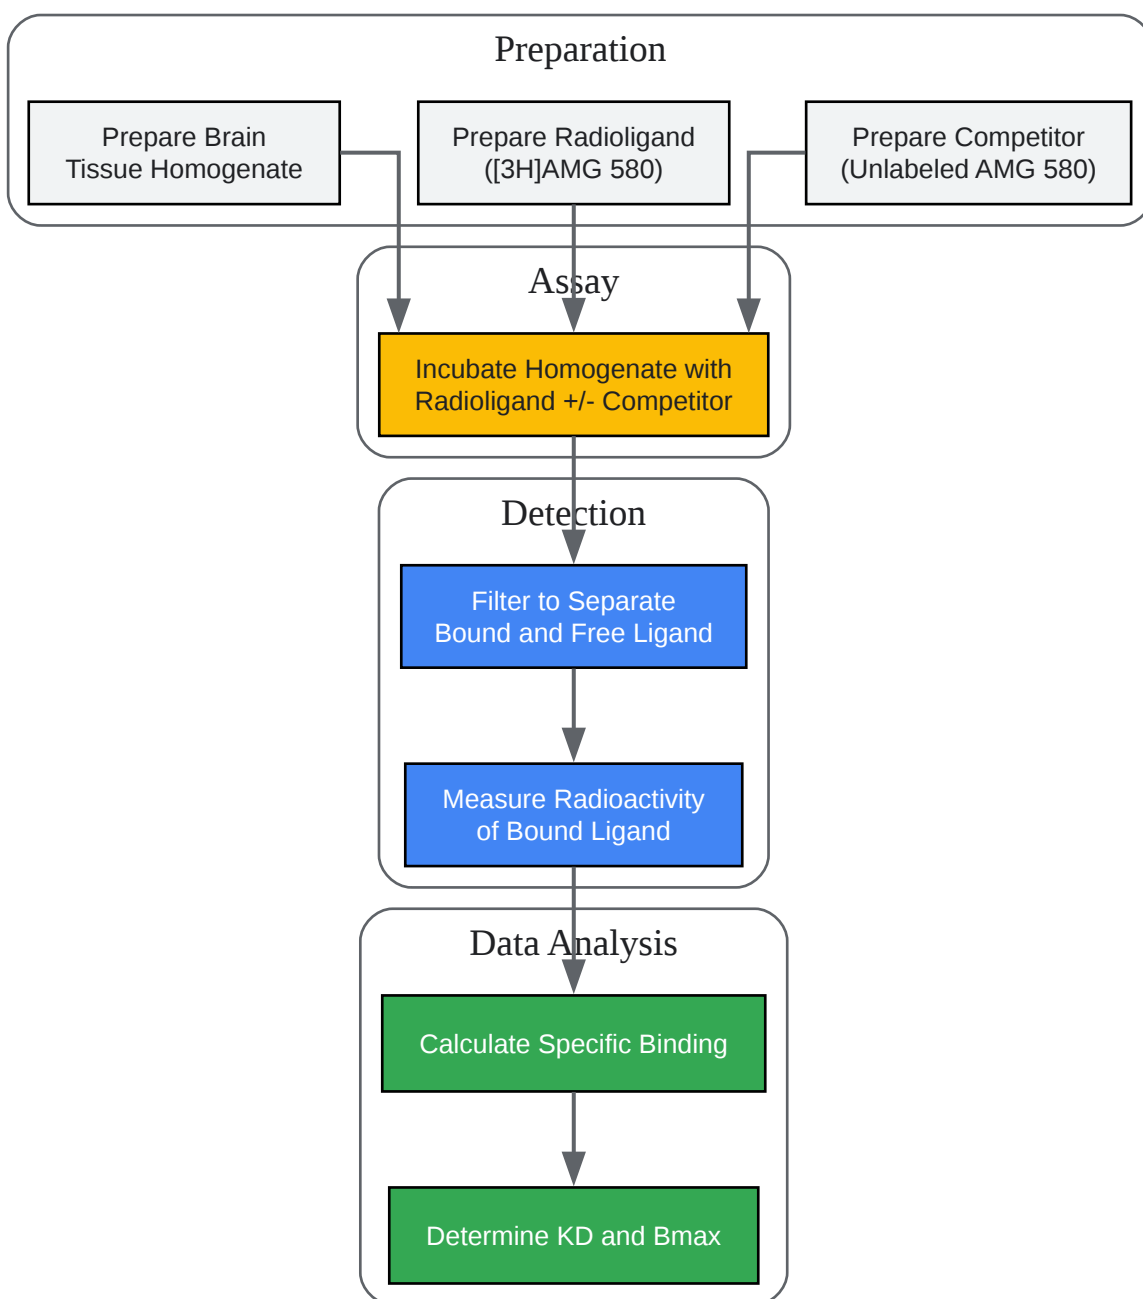 Preparation
Prepare Brain
Tissue Homogenate
Prepare Radioligand
([3H]AMG 580)
Prepare Competitor
(Unlabeled AMG 580)
Assay
Incubate Homogenate with
Radioligand +/- Competitor
Detection
Filter to Separate
Bound and Free Ligand
Measure Radioactivity
of Bound Ligand
Data Analysis
Calculate Specific Binding
Determine KD and Bmax